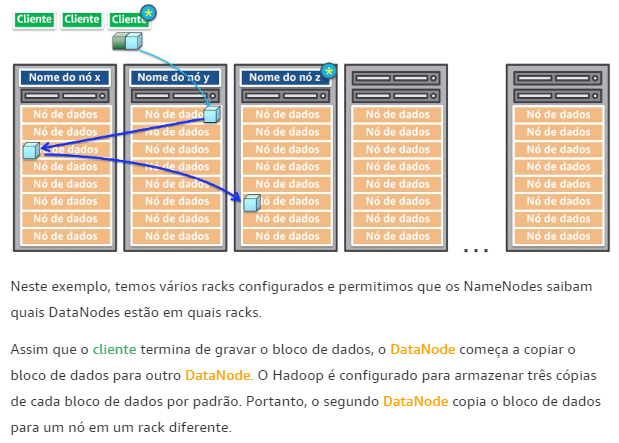 Cliente Cliente Cliente
Nome do nó x Nome do nó y Nome do nó z
Nó de dados Nó de dados Nó de dados Nó de dados Nó de dados
Nó de dados Nó de dados Nó de dados Nó de dados Nó de dados
Nó de dados Nó de dados Nó de dados Nó de dados Nó de dados
Nó de dados Nó de dados Nó de dados Nó de dados Nó de dados
Nó de dados Nó de dados Nó de dados Nó de dados Nó de dados
Nó de dados Nó de dados Nó de dados Nó de dados Nó de dados
Nó de dados Nó de dados Nó de dados Nó de dados Nó de dados
Nó de dados Nó de dados Nó de dados Nó de dados Nó de dados
...
Neste exemplo, temos vários racks configurados e permitimos que os NameNodes saibam
quais DataNodes estão em quais racks.
Assim que o cliente termina de gravar o bloco de dados, o DataNode começa a copiar o
bloco de dados para outro DataNode. O Hadoop é configurado para armazenar três cópias
de cada bloco de dados por padrão. Portanto, o segundo DataNode copia o bloco de dados
para um nó em um rack diferente.